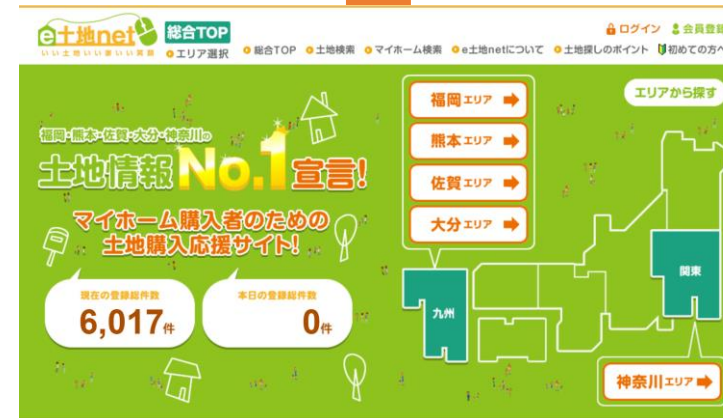 e土地net
いい土地いい家いい笑顔
総合TOP
エリア選択
総合TOP
土地検索
マイホーム検索
e土地netについて
土地探しのポイント
初めての方へ
ログイン
会員登録
福岡・熊本・佐賀・大分・神奈川の
土地情報No.1宣言!
マイホーム購入者のための
土地購入応援サイト!
現在の登録総件数
6,017件
本日の登録総件数
0件
福岡エリア
熊本エリア
佐賀エリア
大分エリア
エリアから探す
九州
関東
神奈川エリア